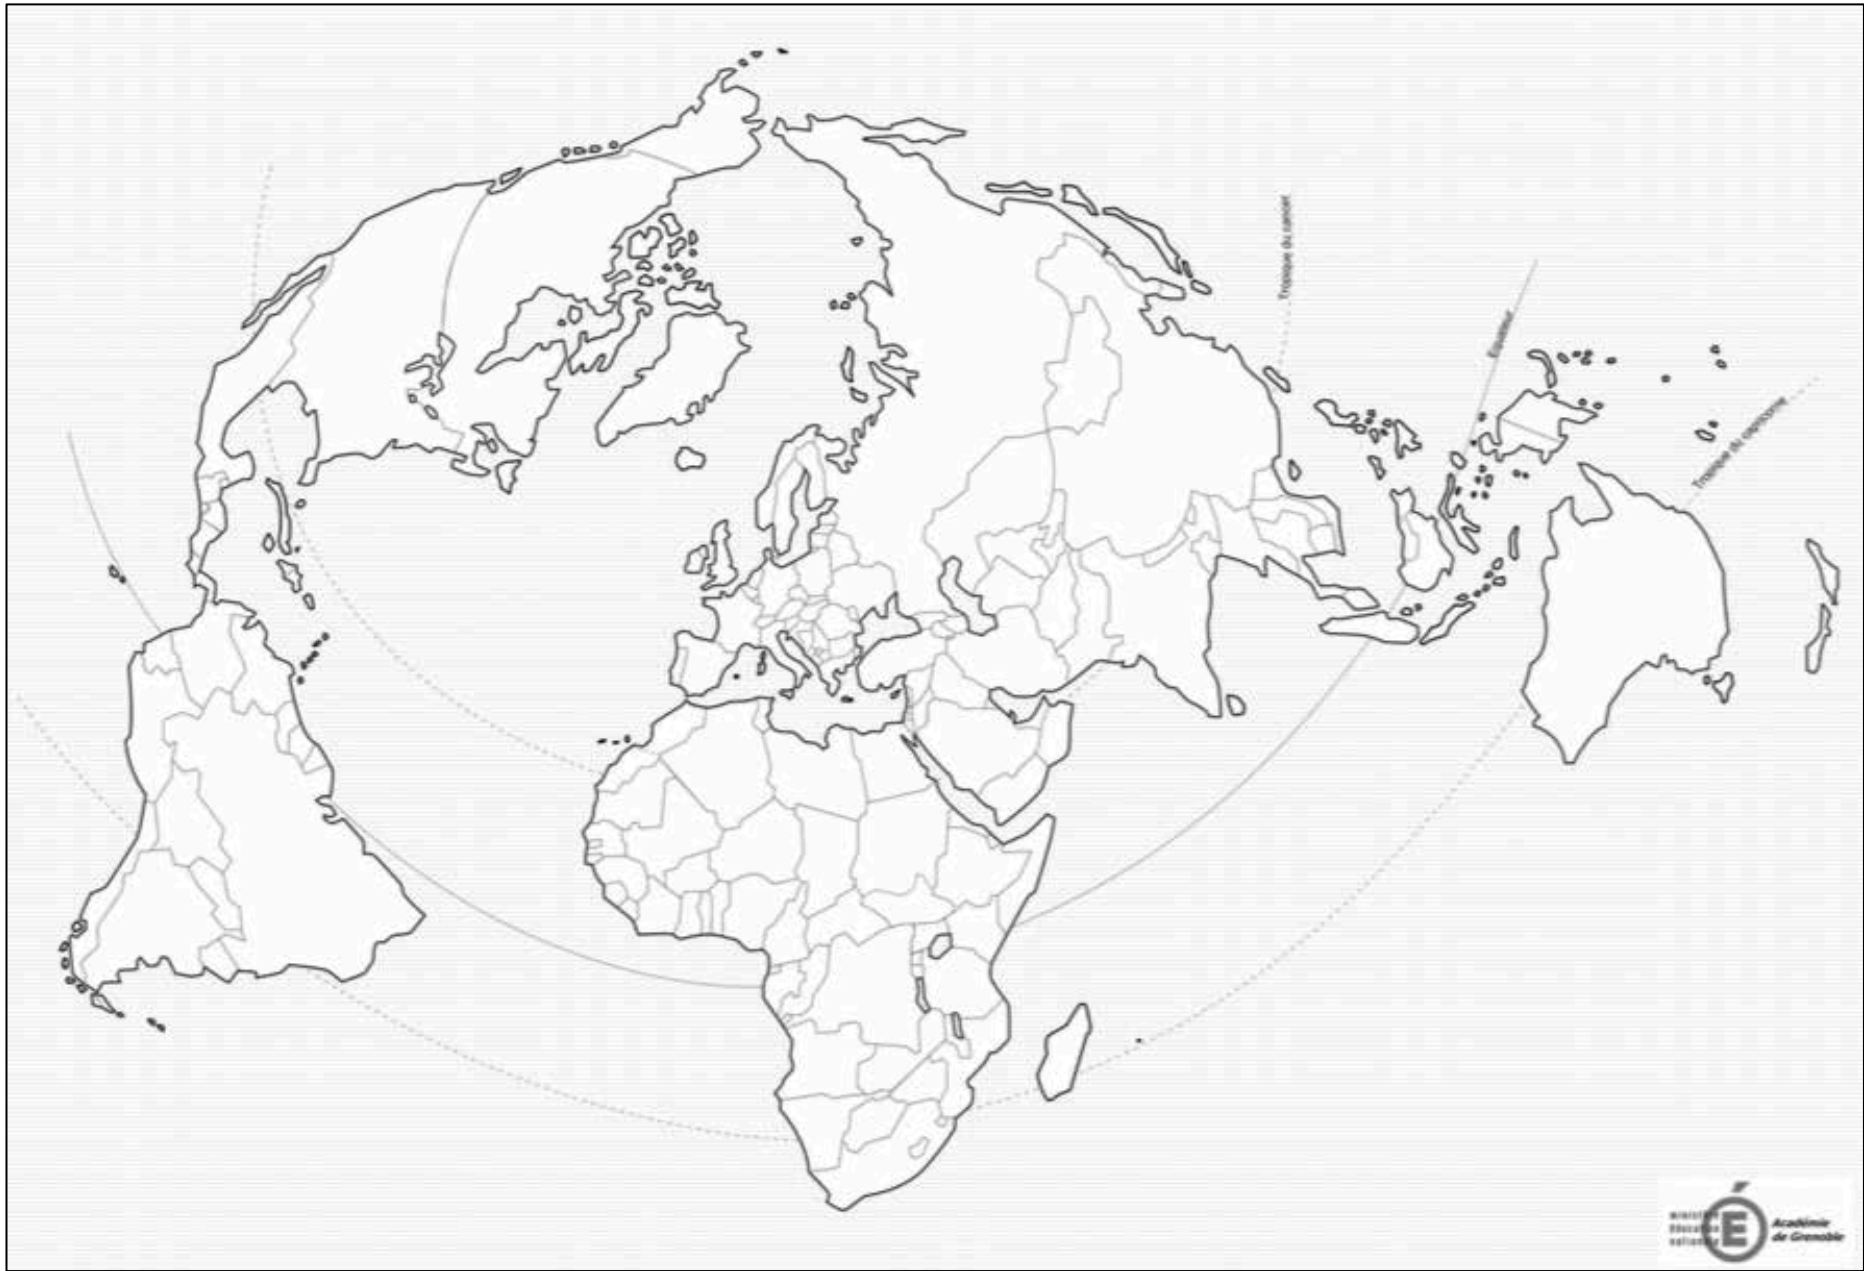 Tropique du cancer
Equateur
Tropique du capricorne
Académie
de Grenoble